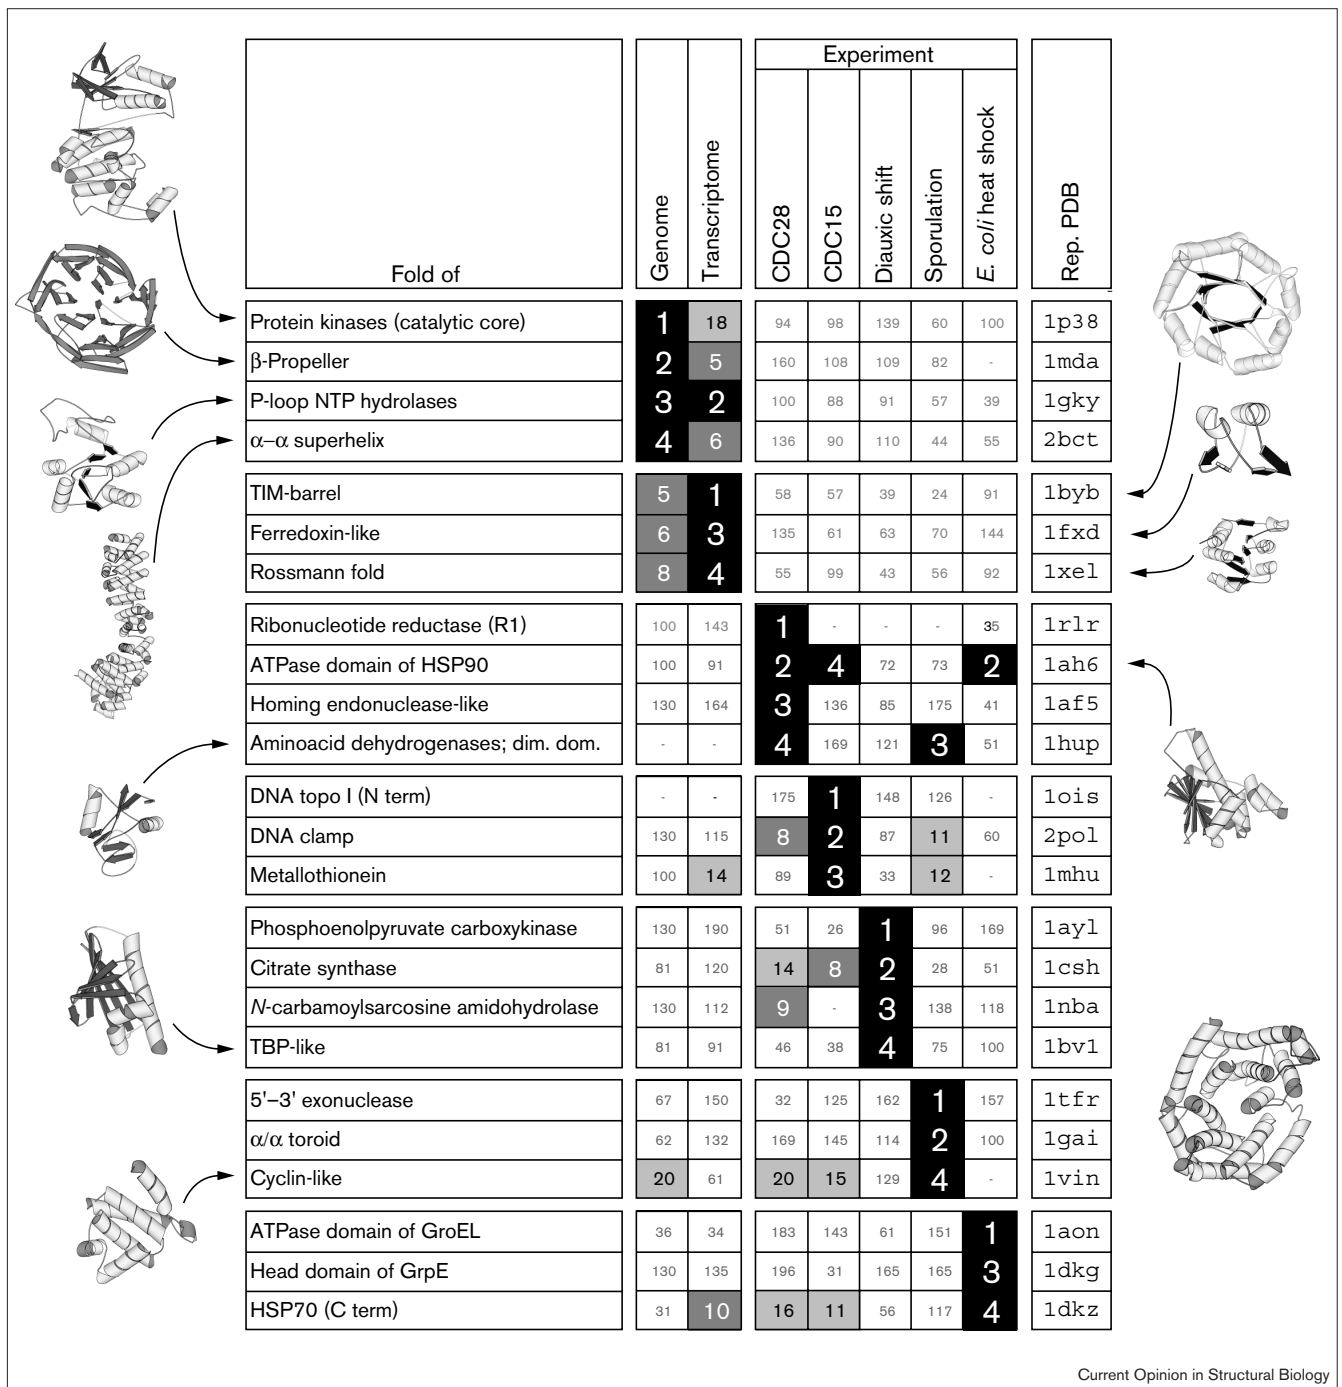 Experiment
Fold of Genome Transcriptome CDC28 CDC15 Diauxic shift Sporulation E. coli heat shock Rep. PDB
Protein kinases (catalytic core) 1 18 94 98 139 60 100 1p38
β-Propeller 2 5 160 108 109 82 - 1mda
P-loop NTP hydrolases 3 2 100 88 91 57 39 1gky
α–α superhelix 4 6 136 90 110 44 55 2bct
TIM-barrel 5 1 58 57 39 24 91 1byb
Ferredoxin-like 6 3 135 61 63 70 144 1fxd
Rossmann fold 8 4 55 99 43 56 92 1xel
Ribonucleotide reductase (R1) 100 143 1 - - - 35 1rlr
ATPase domain of HSP90 100 91 2 4 72 73 2 1ah6
Homing endonuclease-like 130 164 3 136 85 175 41 1af5
Aminoacid dehydrogenases; dim. dom. - - 4 169 121 3 51 1hup
DNA topo I (N term) - - 175 1 148 126 - 1ois
DNA clamp 130 115 8 2 87 11 60 2pol
Metallothionein 100 14 89 3 33 12 - 1mhu
Phosphoenolpyruvate carboxykinase 130 190 51 26 1 96 169 1ayl
Citrate synthase 81 120 14 8 2 28 51 1csh
N-carbamoylsarcosine amidohydrolase 130 112 9 - 3 138 118 1nba
TBP-like 81 91 46 38 4 75 100 1bv1
5'–3' exonuclease 67 150 32 125 162 1 157 1tfr
α/α toroid 62 132 169 145 114 2 100 1gai
Cyclin-like 20 61 20 15 129 4 - 1vin
ATPase domain of GroEL 36 34 183 143 61 151 1 1aon
Head domain of GrpE 130 135 196 31 165 165 3 1dkg
HSP70 (C term) 31 10 16 11 56 117 4 1dkz
Current Opinion in Structural Biology